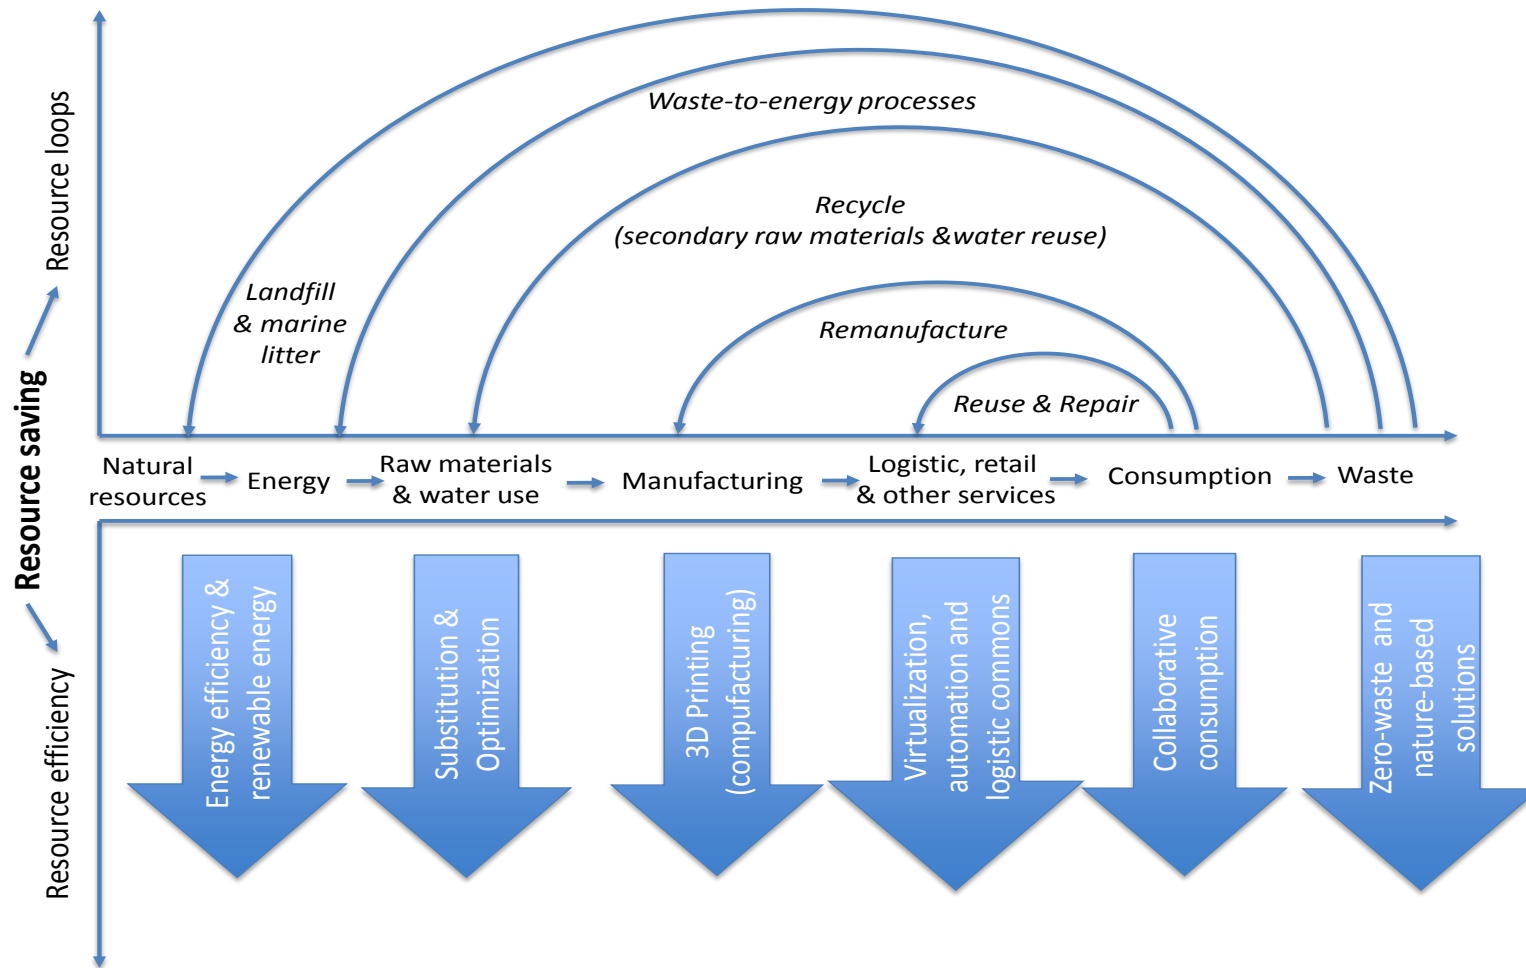 Resource saving
Resource loops
Resource efficiency
Waste-to-energy processes
Recycle
(secondary raw materials &water reuse)
Landfill
& marine
litter
Remanufacture
Reuse & Repair
Natural
resources
Energy
Raw materials
& water use
Manufacturing
Logistic, retail
& other services
Consumption
Waste
Energy efficiency &
renewable energy
Substitution &
Optimization
3D Printing
(compufacturing)
Virtualization,
automation and
logistic commons
Collaborative
consumption
Zero-waste and
nature-based
solutions